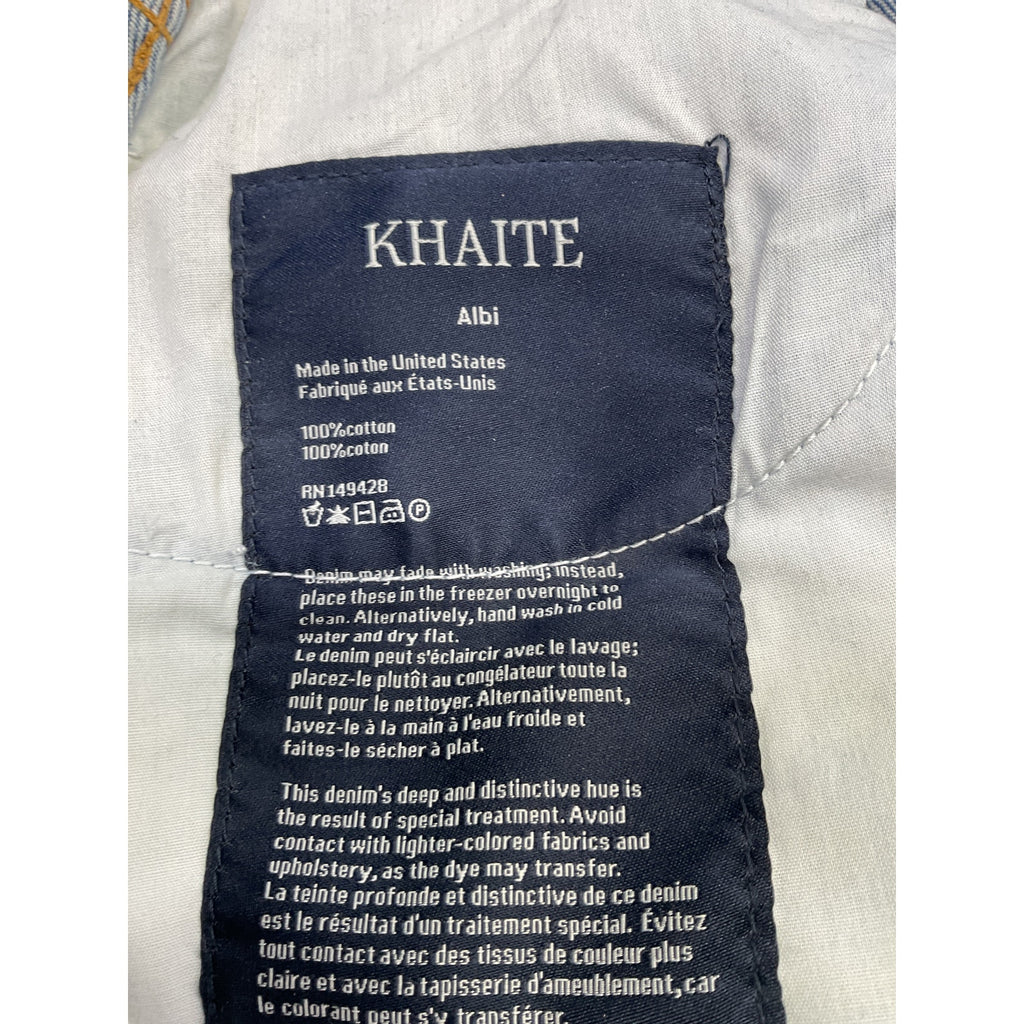 KHAITE
Albi
Made in the United States
Fabriqué aux États-Unis
100%cotton
100%coton
RN149428
P
Denim may fade with washing; instead,
place these in the freezer overnight to
clean. Alternatively, hand wash in cold
water and dry flat.
Le denim peut s'éclaircir avec le lavage;
placez-le plutôt au congélateur toute la
nuit pour le nettoyer. Alternativement,
lavez-le à la main à l'eau froide et
faites-le sécher à plat.
This denim's deep and distinctive hue is
the result of special treatment. Avoid
contact with lighter-colored fabrics and
upholstery, as the dye may transfer.
La teinte profonde et distinctive de ce denim
est le résultat d'un traitement spécial. Évitez
tout contact avec des tissus de couleur plus
claire et avec la tapisserie d'ameublement, car
le colorant peut s'y transférer.